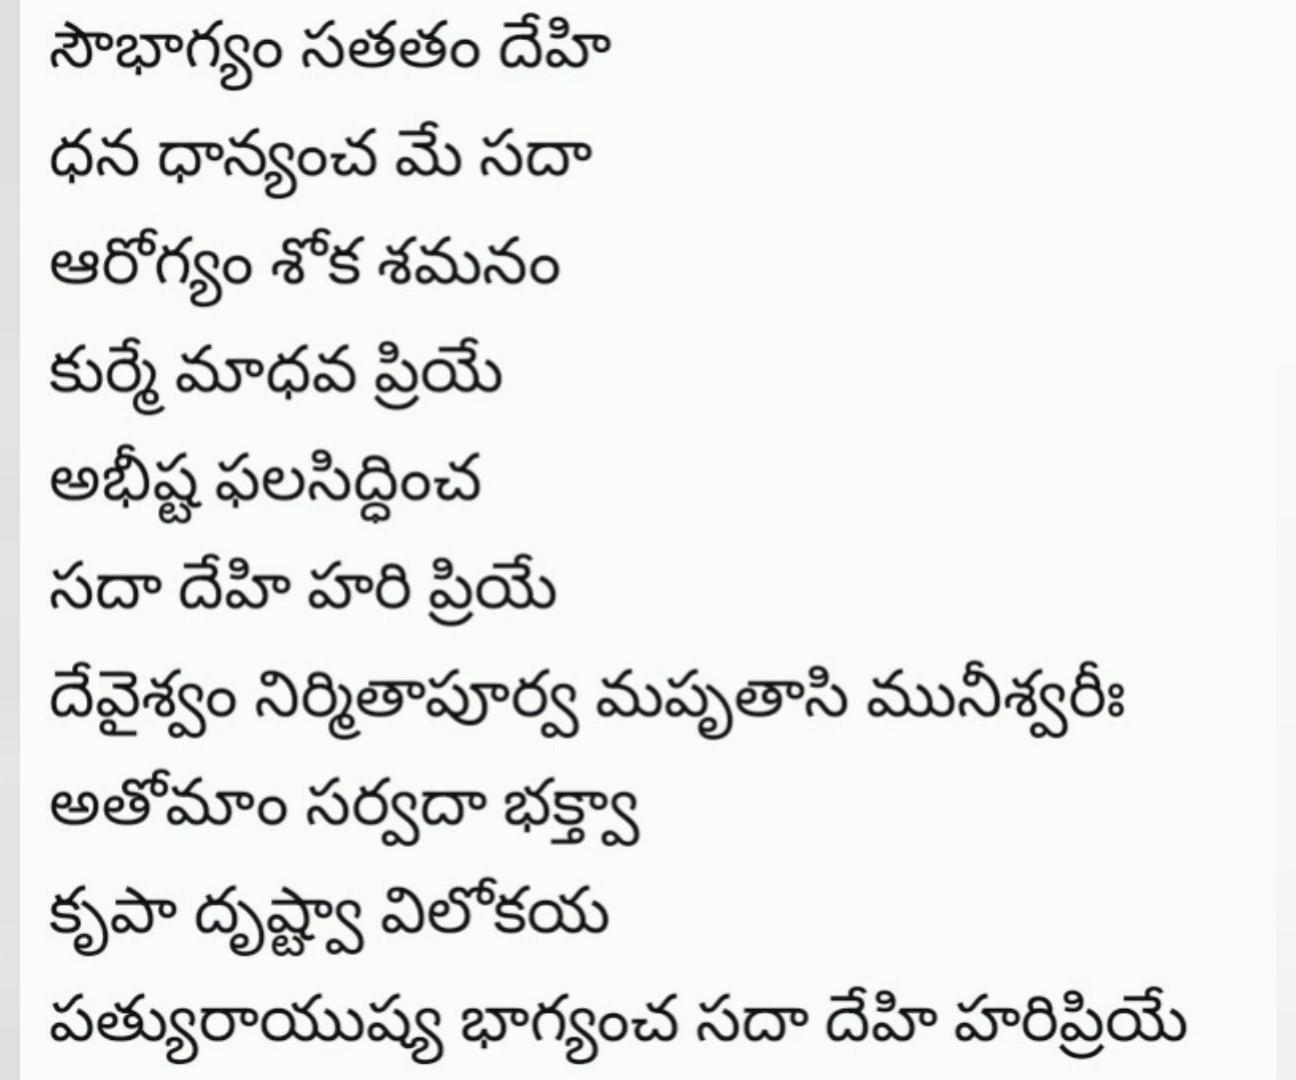 సౌభాగ్యం సతతం దేహి
ధన ధాన్యంచ మే సదా
ఆరోగ్యం శోక శమనం
కుర్మే మాధవ ప్రియే
అభీష్ట ఫలసిద్ధించ
సదా దేహి హరి ప్రియే
దేవైశ్వం నిర్మితాపూర్వ మపృతాసి మునీశ్వరీః
అతోమాం సర్వదా భక్త్వా
కృపా దృష్ట్వా విలోకయ
పత్యురాయుష్య భాగ్యంచ సదా దేహి హరిప్రియే